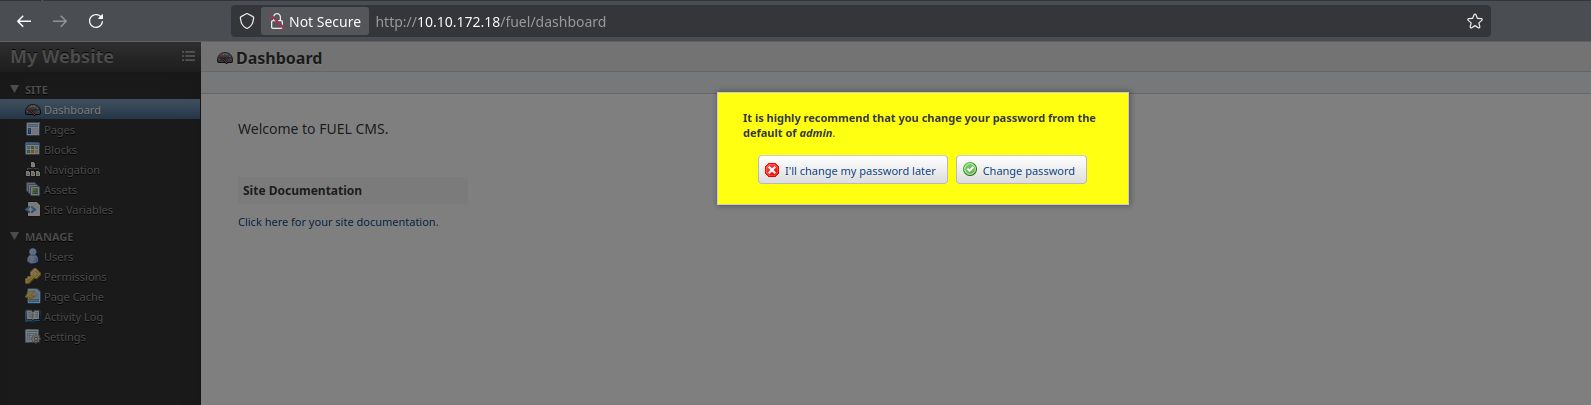 Not Secure http://10.10.172.18/fuel/dashboard
My Website
Dashboard
SITE
Dashboard
Pages
Blocks
Navigation
Assets
Site Variables
MANAGE
Users
Permissions
Page Cache
Activity Log
Settings
Welcome to FUEL CMS.
Site Documentation
Click here for your site documentation.
It is highly recommend that you change your password from the
default of admin.
I'll change my password later
Change password